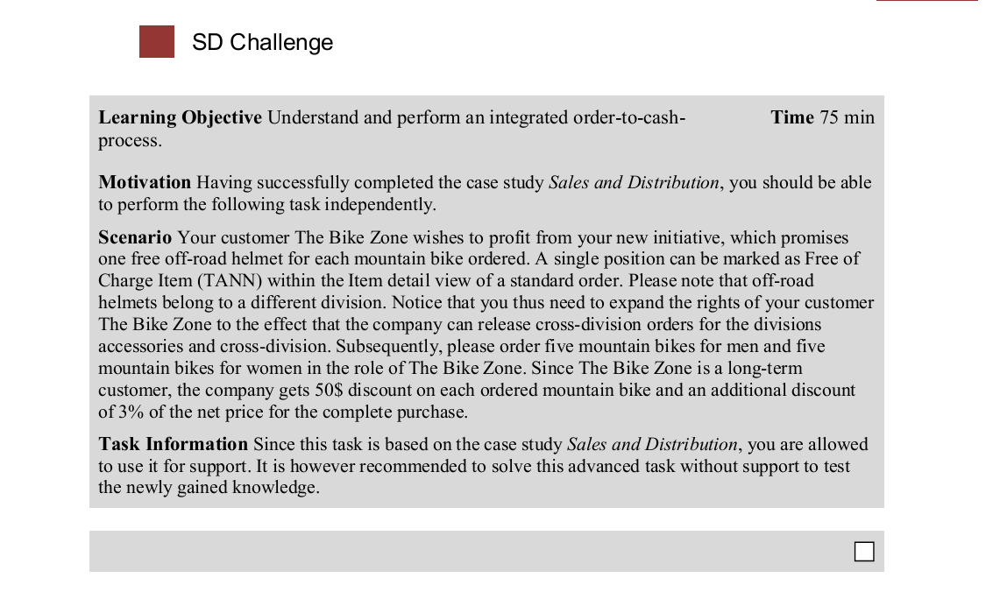 SD Challenge
Learning Objective Understand and perform an integrated order-to-cash- Time 75 min
process.
Motivation Having successfully completed the case study Sales and Distribution, you should be able
to perform the following task independently.
Scenario Your customer The Bike Zone wishes to profit from your new initiative, which promises
one free off-road helmet for each mountain bike ordered. A single position can be marked as Free of
Charge Item (TANN) within the Item detail view of a standard order. Please note that off-road
helmets belong to a different division. Notice that you thus need to expand the rights of your customer
The Bike Zone to the effect that the company can release cross-division orders for the divisions
accessories and cross-division. Subsequently, please order five mountain bikes for men and five
mountain bikes for women in the role of The Bike Zone. Since The Bike Zone is a long-term
customer, the company gets 50$ discount on each ordered mountain bike and an additional discount
of 3% of the net price for the complete purchase.
Task Information Since this task is based on the case study Sales and Distribution, you are allowed
to use it for support. It is however recommended to solve this advanced task without support to test
the newly gained knowledge.